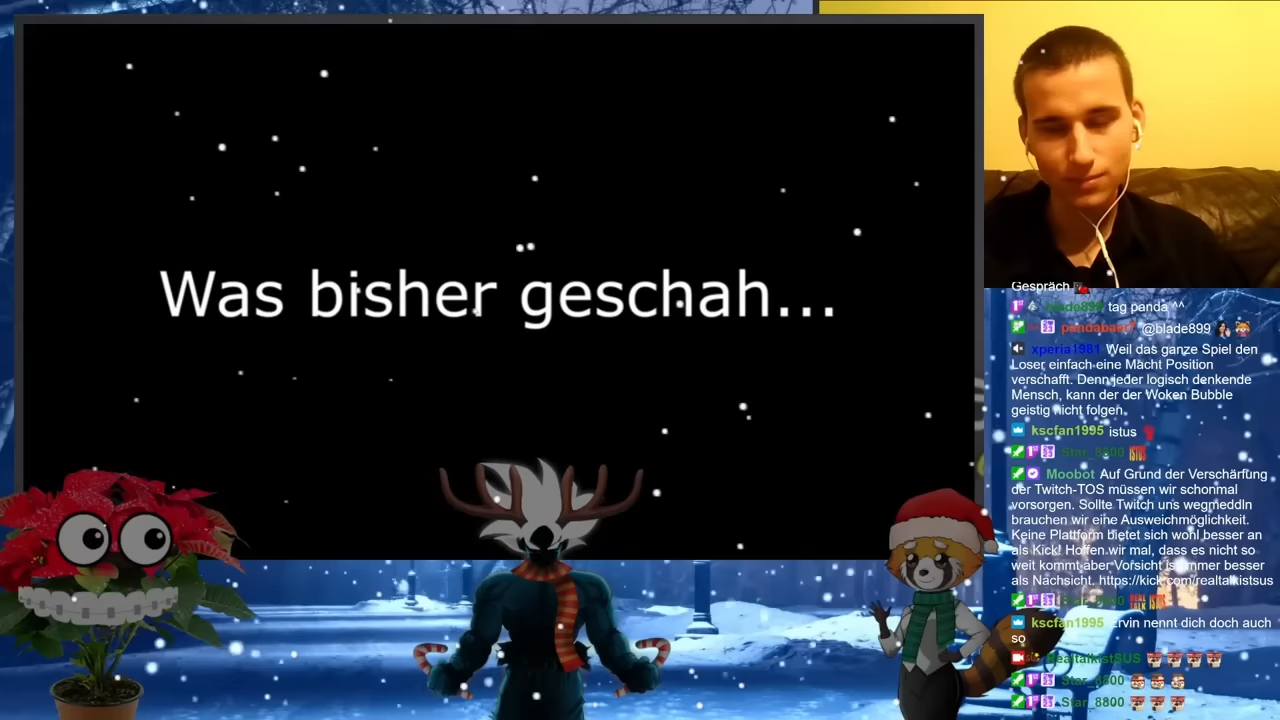 Was bisher geschah...
Gespräch
blade899 tag panda ^^
pandabaer7 @blade899
xperia1981 Weil das ganze Spiel den
Loser einfach eine Macht Position
verschafft. Denn jeder logisch denkende
Mensch, kann der der Woken Bubble
geistig nicht folgen.
kscfan1995 istus
Star_8800
Moobot Auf Grund der Verschärfung
der Twitch-TOS müssen wir schonmal
vorsorgen. Sollte Twitch uns wegmeddln
brauchen wir eine Ausweichmöglichkeit.
Keine Plattform bietet sich wohl besser an
als Kick! Hoffen wir mal, dass es nicht so
weit kommt aber Vorsicht ist immer besser
als Nachsicht. https://kick.com/realtalkistsus
Star_8800
kscfan1995 Ervin nennt dich doch auch
so
RealtalkistSUS
Star_8800
Star_8800